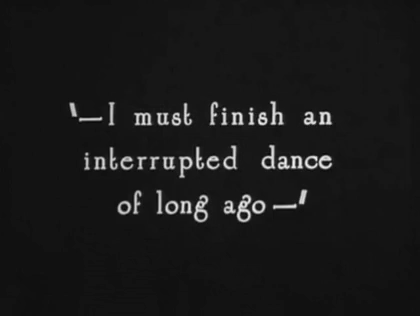 "—I must finish an
interrupted dance
of long ago—"